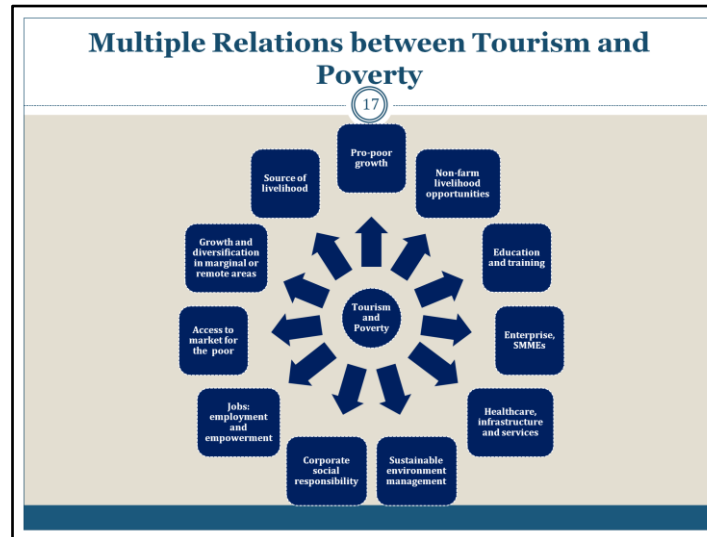 Multiple Relations between Tourism and
Poverty
17
Pro-poor
growth
Non-farm
livelihood
opportunities
Education
and training
Enterprise,
SMMEs
Healthcare,
infrastructure
and services
Sustainable
environment
management
Corporate
social
responsibility
Jobs:
employment
and
empowerment
Access to
market for
the poor
Growth and
diversification
in marginal or
remote areas
Source of
livelihood
Tourism
and
Poverty